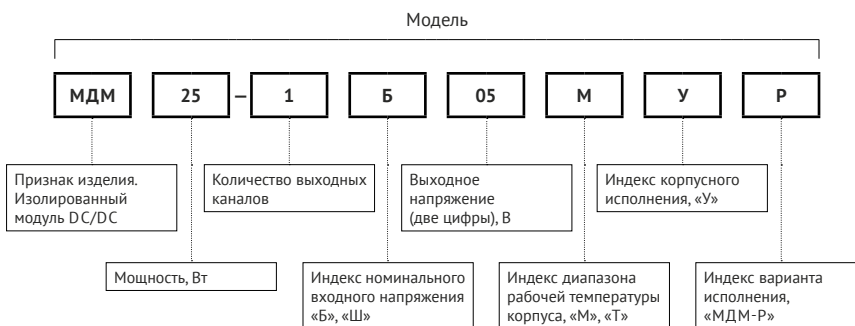 Модель
МДМ 25 – 1 Б 05 М У Р
Признак изделия.
Изолированный
модуль DC/DC
Количество выходных
каналов
Выходное
напряжение
(две цифры), В
Индекс корпусного
исполнения, «У»
Мощность, Вт
Индекс номинального
входного напряжения
«Б», «Ш»
Индекс диапазона
рабочей температуры
корпуса, «М», «Т»
Индекс варианта
исполнения,
«МДМ-Р»